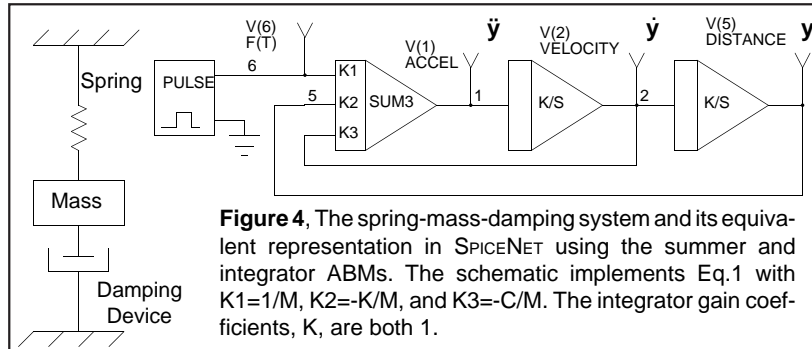 V(6)
F(T)
6
V(1)
ACCEL
ÿ
V(2)
VELOCITY
ẏ
V(5)
DISTANCE
y
Spring
PULSE
5
K1
K2
K3
SUM3
1
K/S
2
K/S
Mass
Damping
Device
Figure 4, The spring-mass-damping system and its equiva-
lent representation in SPICENET using the summer and
integrator ABMs. The schematic implements Eq.1 with
K1=1/M, K2=-K/M, and K3=-C/M. The integrator gain coef-
ficients, K, are both 1.